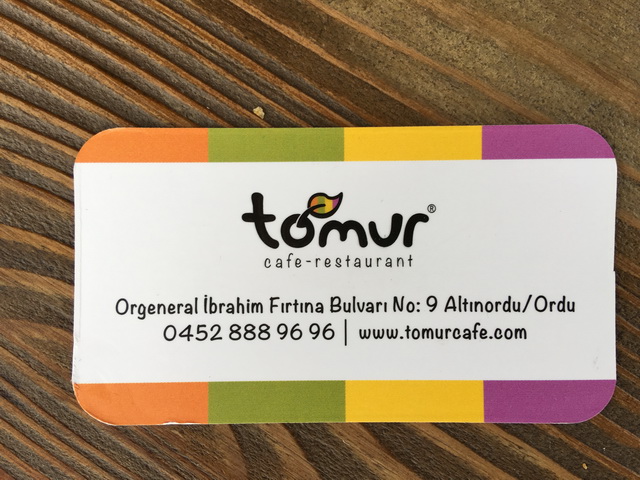 tomur®
cafe-restaurant
Orgeneral İbrahim Fırtına Bulvarı No: 9 Altınordu/Ordu
0452 888 96 96 | www.tomurcafe.com